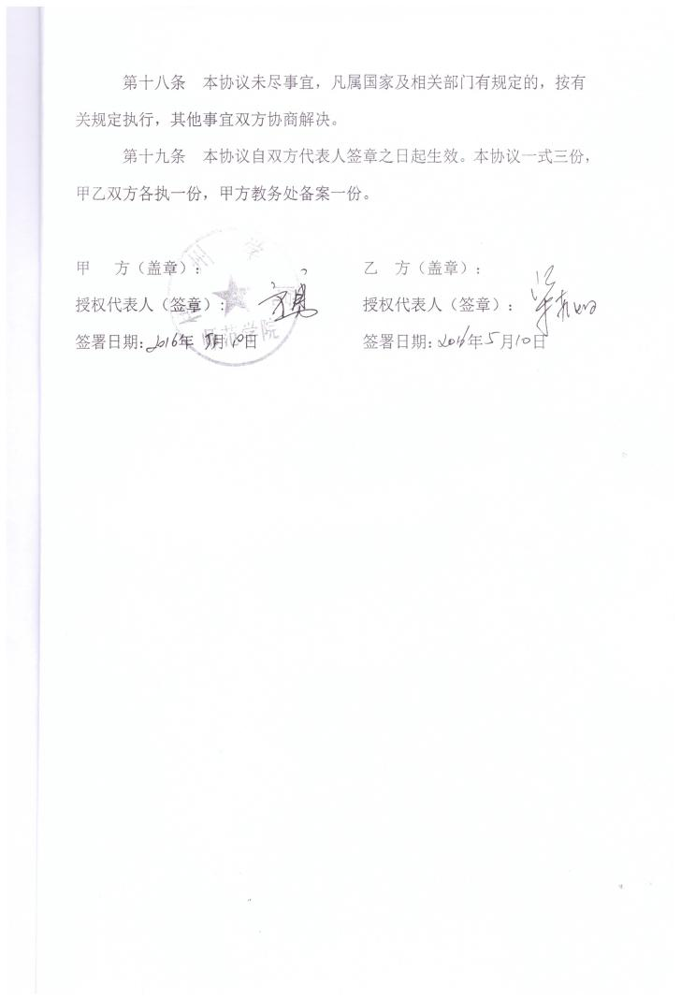 第十八条 本协议未尽事宜，凡属国家及相关部门有规定的，按有
关规定执行，其他事宜双方协商解决。
第十九条 本协议自双方代表人签章之日起生效。本协议一式三份，
甲乙双方各执一份，甲方教务处备案一份。
甲 方（盖章）： 乙 方（盖章）：
授权代表人（签章）： 授权代表人（签章）：
签署日期：2016年5月10日 签署日期：2016年5月10日
师范学院